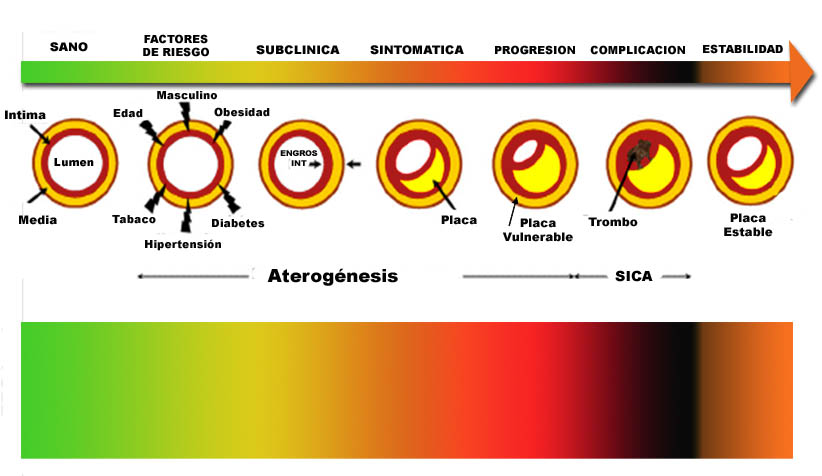 SANO
FACTORES
DE RIESGO
SUBCLINICA
SINTOMATICA
PROGRESION
COMPLICACION
ESTABILIDAD
Intima
Lumen
Media
Masculino
Edad
Obesidad
Tabaco
Diabetes
Hipertensión
ENGROS
INT
Placa
Placa
Vulnerable
Trombo
Placa
Estable
Aterogénesis
SICA